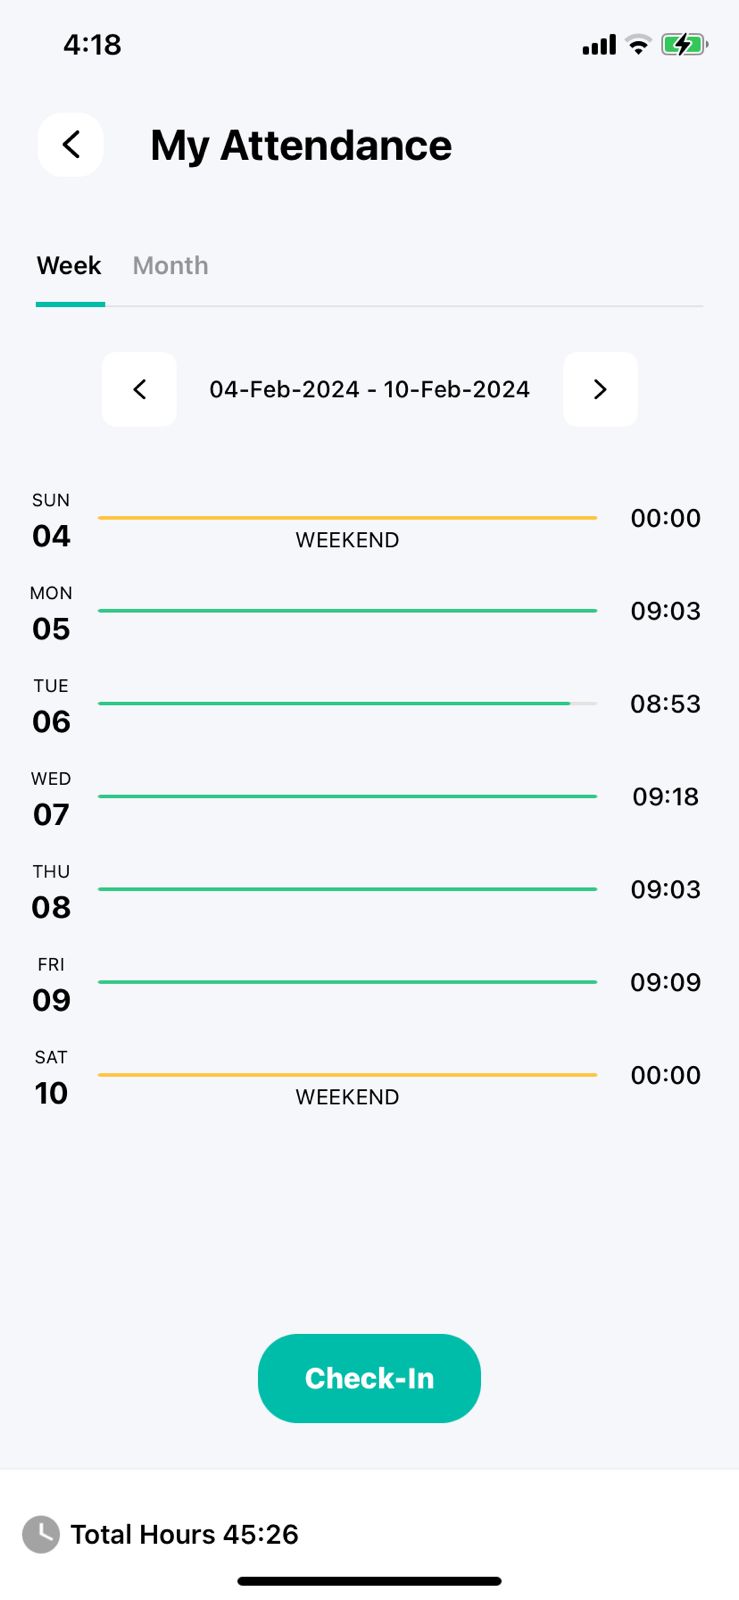 4:18
My Attendance
Week Month
04-Feb-2024 - 10-Feb-2024
SUN
04
WEEKEND
00:00
MON
05
09:03
TUE
06
08:53
WED
07
09:18
THU
08
09:03
FRI
09
09:09
SAT
10
WEEKEND
00:00
Check-In
Total Hours 45:26